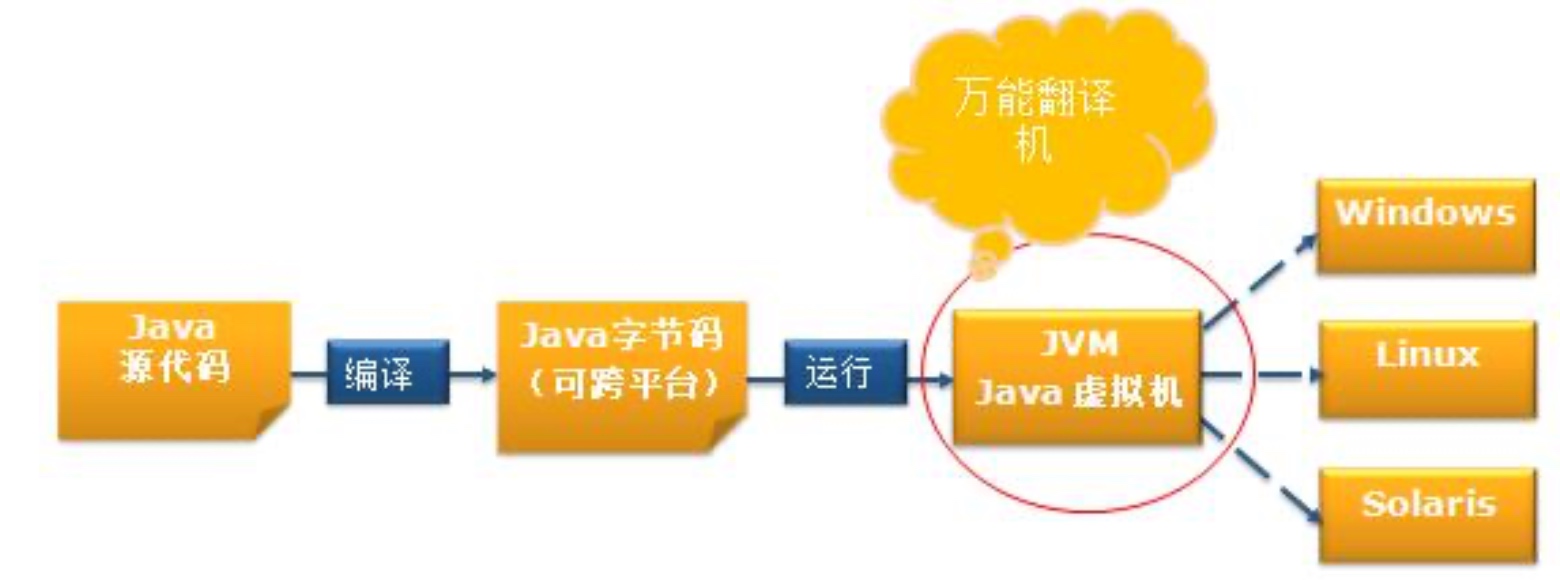 万能翻译
机
Java
源代码
编译
Java字节码
（可跨平台）
运行
JVM
Java 虚拟机
Windows
Linux
Solaris